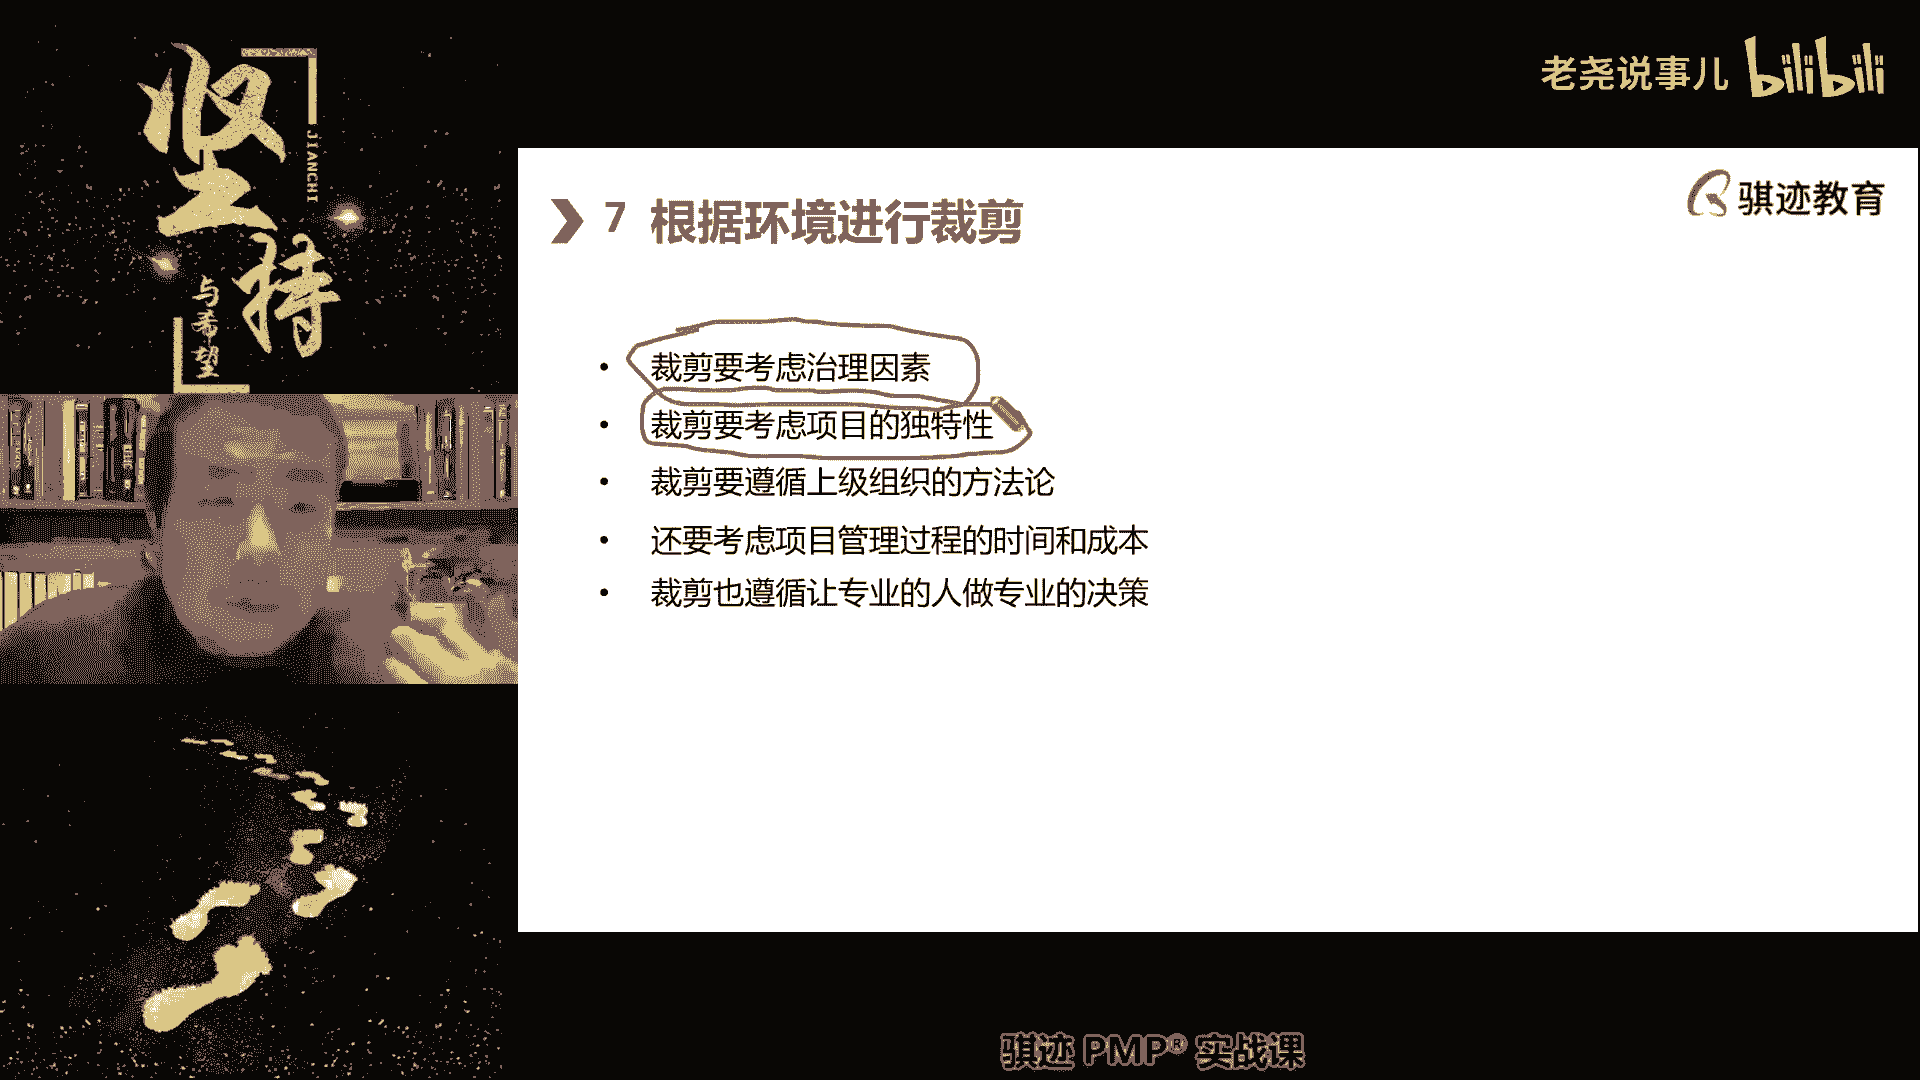 坚持
JIANCHI
与希望
老尧说事儿 bilibili
骐迹教育
7 根据环境进行裁剪
• 裁剪要考虑治理因素
• 裁剪要考虑项目的独特性
• 裁剪要遵循上级组织的方法论
• 还要考虑项目管理过程的时间和成本
• 裁剪也遵循让专业的人做专业的决策
骐迹 PMP® 实战课